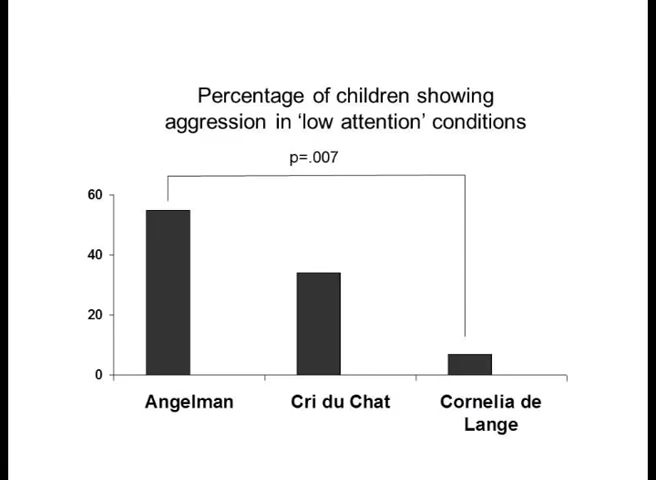 Percentage of children showing
aggression in ‘low attention’ conditions
p=.007
60
40
20
0
Angelman
Cri du Chat
Cornelia de
Lange